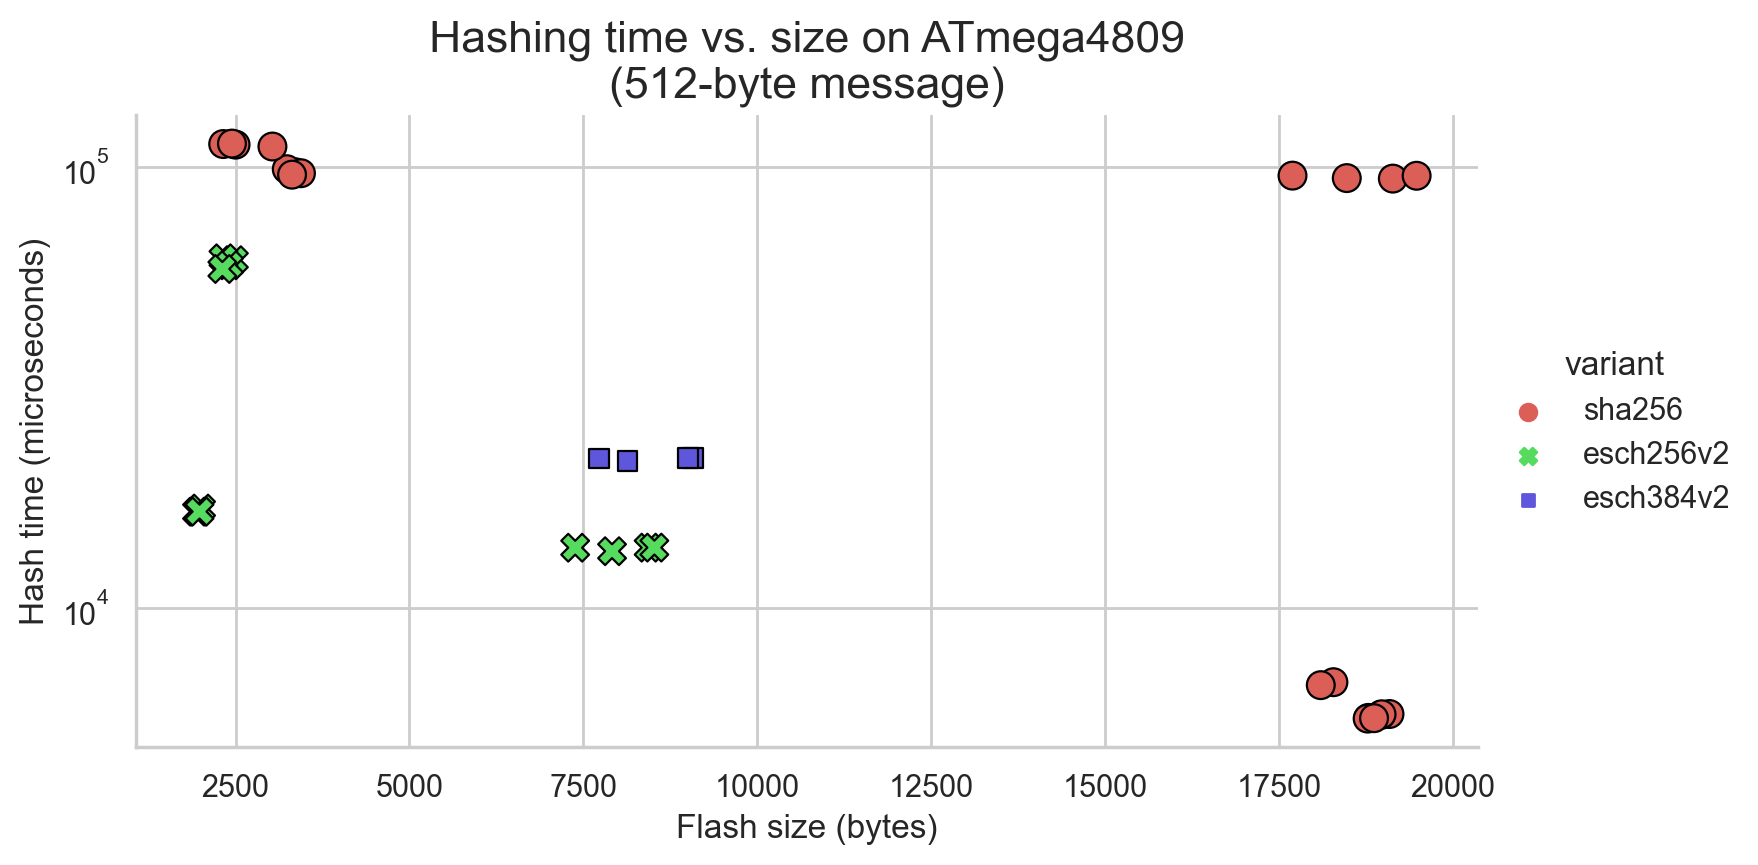 Hashing time vs. size on ATmega4809
(512-byte message)
Hash time (microseconds)
10^5
10^4
2500 5000 7500 10000 12500 15000 17500 20000
Flash size (bytes)
variant
sha256
esch256v2
esch384v2